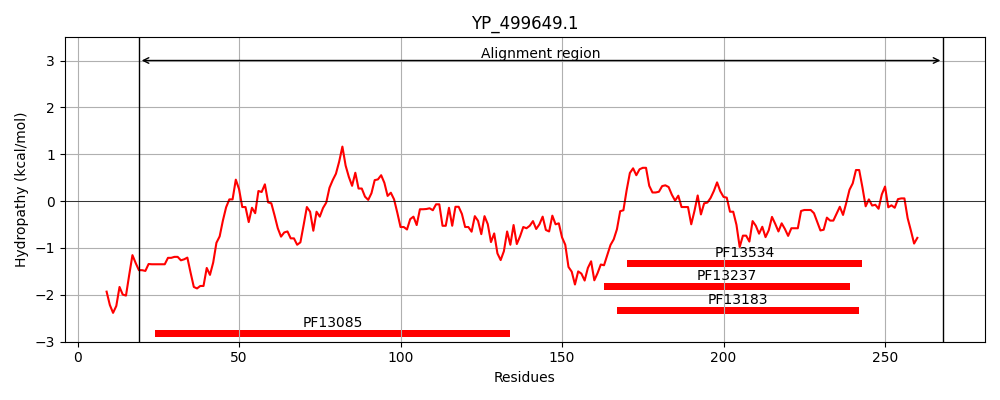 YP_499649.1
Alignment region
Hydropathy (kcal/mol)
3
2
1
0
−1
−2
−3
PF13534
PF13237
PF13183
PF13085
0 50 100 150 200 250
Residues